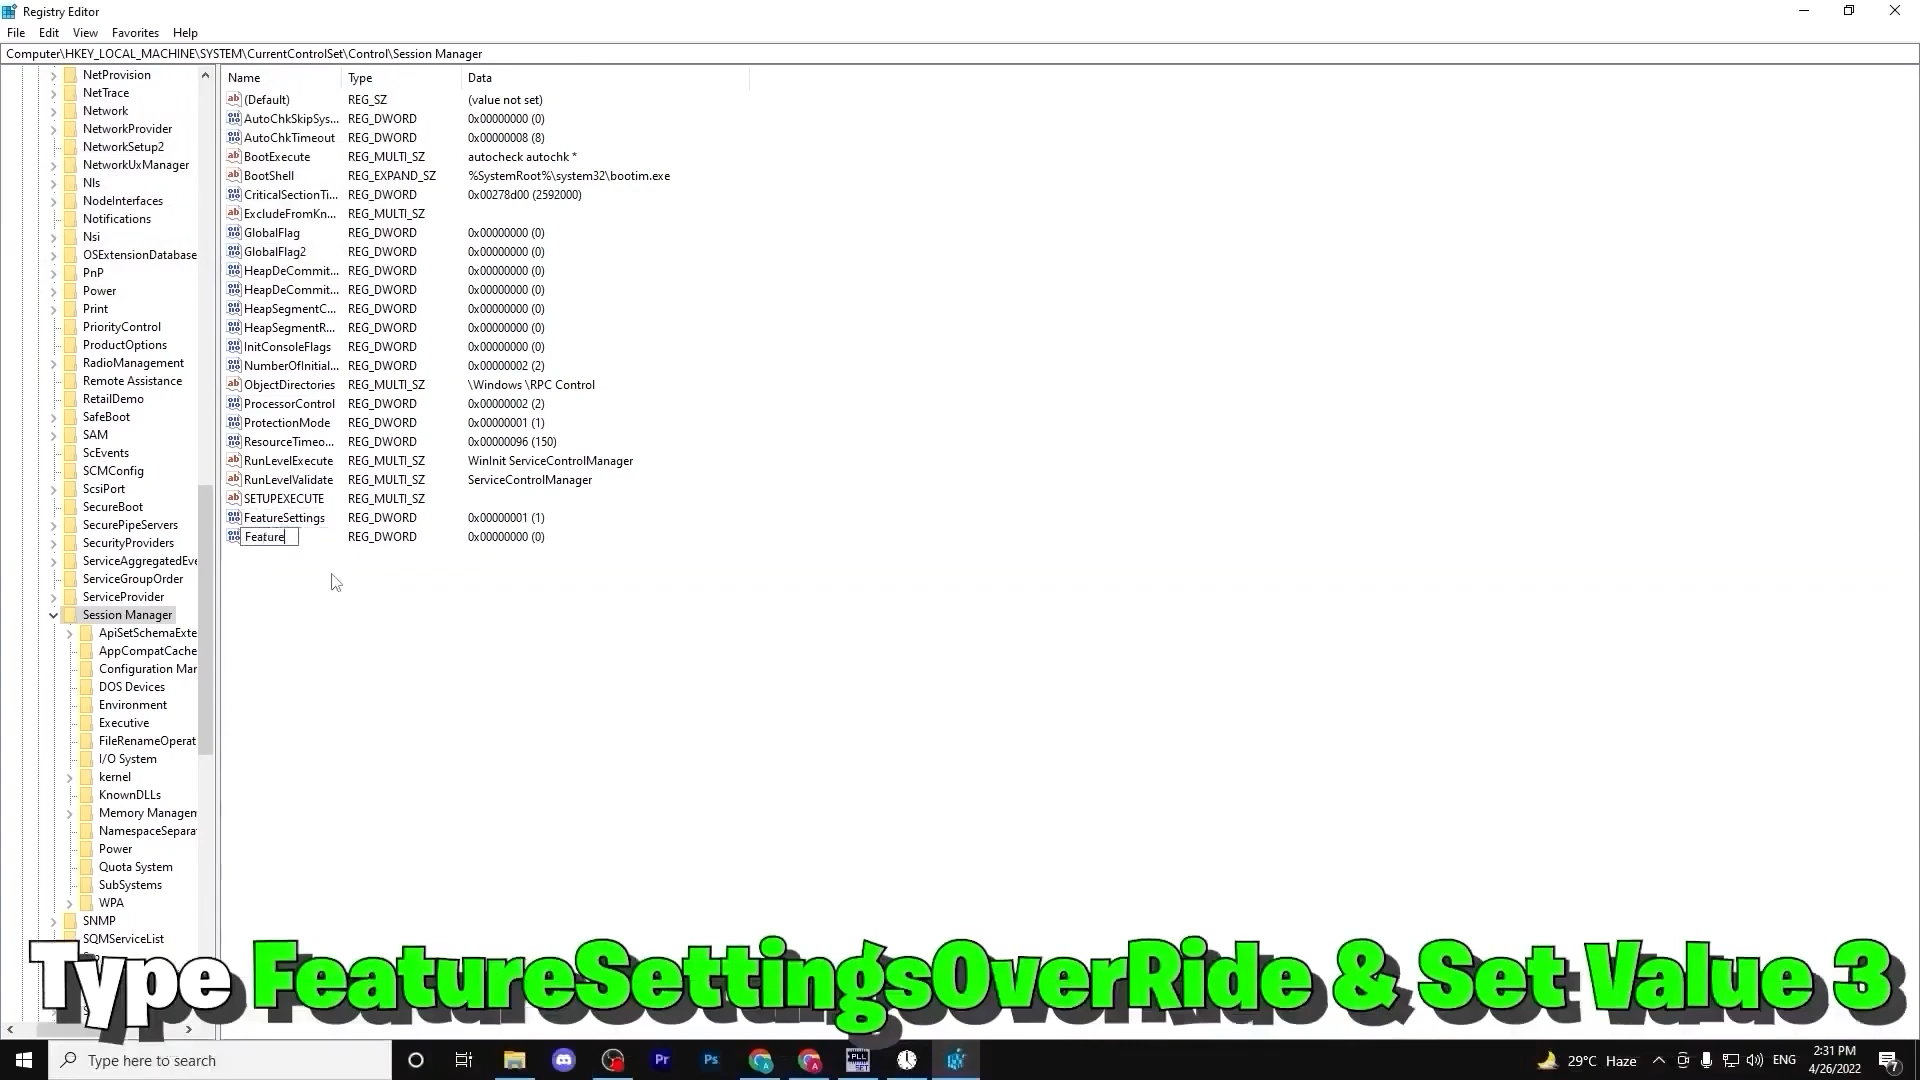 Registry Editor
File Edit View Favorites Help
Computer\HKEY_LOCAL_MACHINE\SYSTEM\CurrentControlSet\Control\Session Manager
NetProvision
NetTrace
Network
NetworkProvider
NetworkSetup2
NetworkUxManager
Nls
NodeInterfaces
Notifications
Nsi
OSExtensionDatabase
PnP
Power
Print
PriorityControl
ProductOptions
RadioManagement
Remote Assistance
RetailDemo
SafeBoot
SAM
ScEvents
SCMConfig
ScsiPort
SecureBoot
SecurePipeServers
SecurityProviders
ServiceAggregatedEve
ServiceGroupOrder
ServiceProvider
Session Manager
ApiSetSchemaExte
AppCompatCache
Configuration Mar
DOS Devices
Environment
Executive
FileRenameOperat
I/O System
kernel
KnownDLLs
Memory Managem
NamespaceSepara
Power
Quota System
SubSystems
WPA
SNMP
SQMServiceList
Name Type Data
(Default) REG_SZ (value not set)
AutoChkSkipSys... REG_DWORD 0x00000000 (0)
AutoChkTimeout REG_DWORD 0x00000008 (8)
BootExecute REG_MULTI_SZ autocheck autochk *
BootShell REG_EXPAND_SZ %SystemRoot%\system32\bootim.exe
CriticalSectionTi... REG_DWORD 0x00278d00 (2592000)
ExcludeFromKn... REG_MULTI_SZ
GlobalFlag REG_DWORD 0x00000000 (0)
GlobalFlag2 REG_DWORD 0x00000000 (0)
HeapDeCommit... REG_DWORD 0x00000000 (0)
HeapDeCommit... REG_DWORD 0x00000000 (0)
HeapSegmentC... REG_DWORD 0x00000000 (0)
HeapSegmentR... REG_DWORD 0x00000000 (0)
InitConsoleFlags REG_DWORD 0x00000000 (0)
NumberOfInitial... REG_DWORD 0x00000002 (2)
ObjectDirectories REG_MULTI_SZ \Windows \RPC Control
ProcessorControl REG_DWORD 0x00000002 (2)
ProtectionMode REG_DWORD 0x00000001 (1)
ResourceTimeo... REG_DWORD 0x00000096 (150)
RunLevelExecute REG_MULTI_SZ WinInit ServiceControlManager
RunLevelValidate REG_MULTI_SZ ServiceControlManager
SETUPEXECUTE REG_MULTI_SZ
FeatureSettings REG_DWORD 0x00000001 (1)
Feature REG_DWORD 0x00000000 (0)
Type FeatureSettingsOverRide & Set Value 3
Type here to search
Pr
Ps
PLL
SET
29°C Haze
ENG
2:31 PM
4/26/2022
7